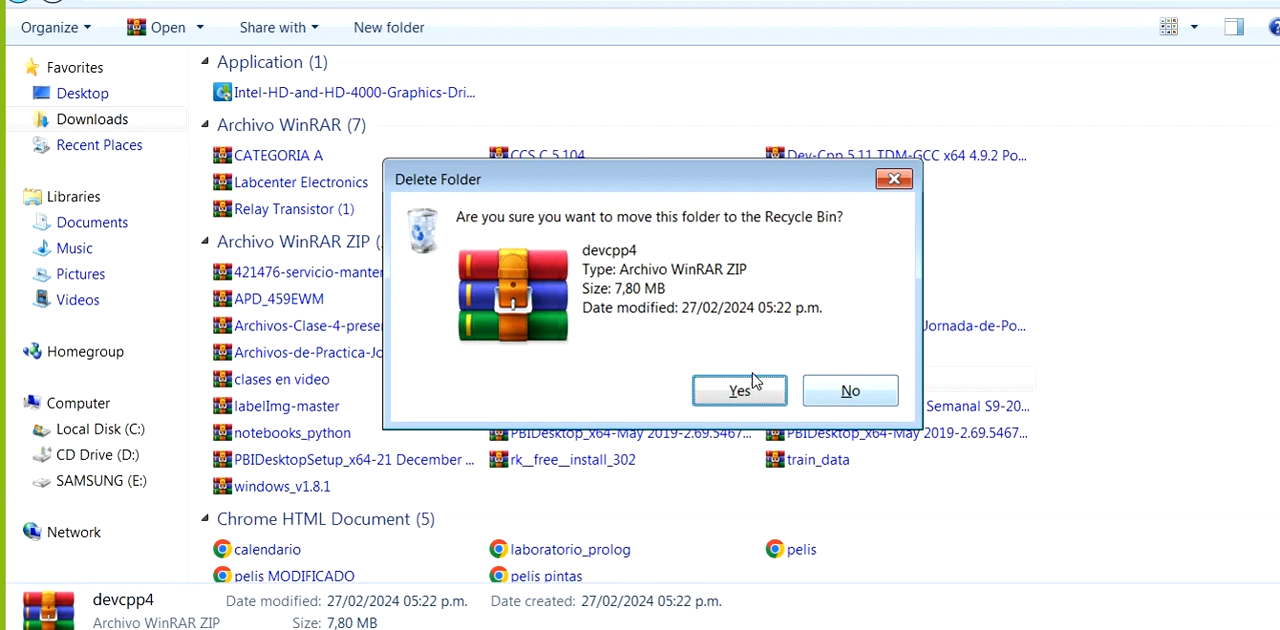 Organize Open Share with New folder
Favorites
Desktop
Downloads
Recent Places
Libraries
Documents
Music
Pictures
Videos
Homegroup
Computer
Local Disk (C:)
CD Drive (D:)
SAMSUNG (E:)
Network
Application (1)
Intel-HD-and-HD-4000-Graphics-Dri...
Archivo WinRAR (7)
CATEGORIA A CCS C 5.104 Dev-Cpp 5.11 TDM-GCC x64 4.9.2 Po...
Labcenter Electronics
Relay Transistor (1)
Archivo WinRAR ZIP (
421476-servicio-manter
APD_459EWM
Archivos-Clase-4-preser Jornada-de-Po...
Archivos-de-Practica-Jo
clases en video
labelImg-master Semanal S9-20...
notebooks_python PBIDesktop_x64-May 2019-2.69.5467... PBIDesktop_x64-May 2019-2.69.5467...
PBIDesktopSetup_x64-21 December ... rk__free__install_302 train_data
windows_v1.8.1
Chrome HTML Document (5)
calendario laboratorio_prolog pelis
pelis MODIFICADO pelis pintas
Delete Folder
Are you sure you want to move this folder to the Recycle Bin?
devcpp4
Type: Archivo WinRAR ZIP
Size: 7,80 MB
Date modified: 27/02/2024 05:22 p.m.
Yes No
devcpp4 Date modified: 27/02/2024 05:22 p.m. Date created: 27/02/2024 05:22 p.m.
Archivo WinRAR ZIP Size: 7,80 MB